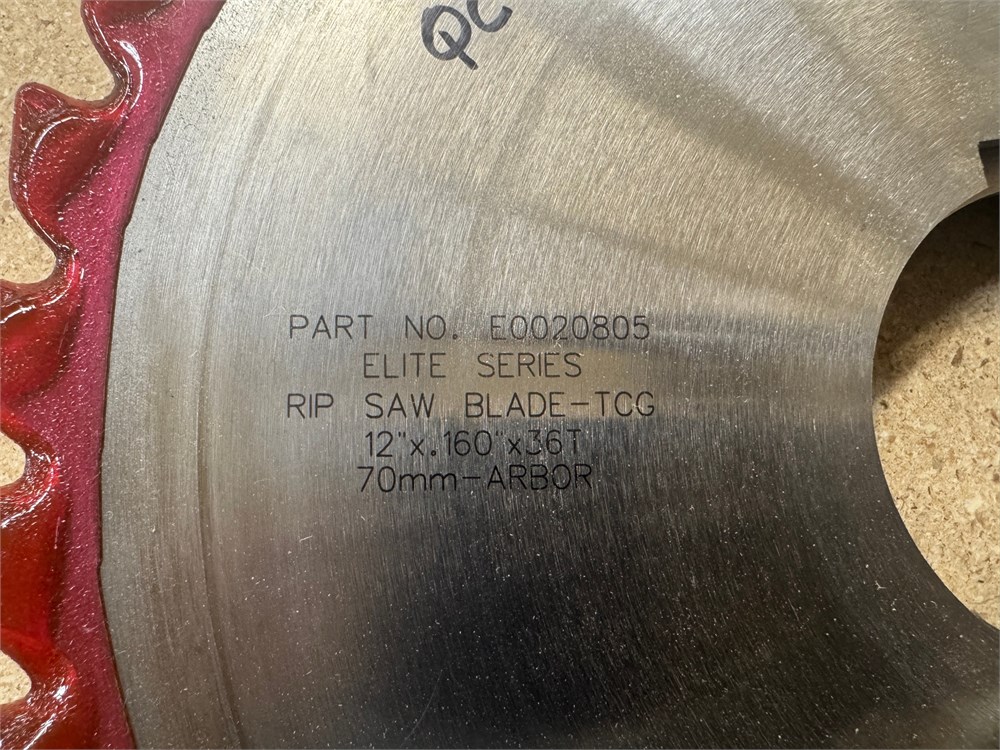 QC
PART NO. E0020805
ELITE SERIES
RIP SAW BLADE-TCG
12"x.160"x36T
70mm-ARBOR